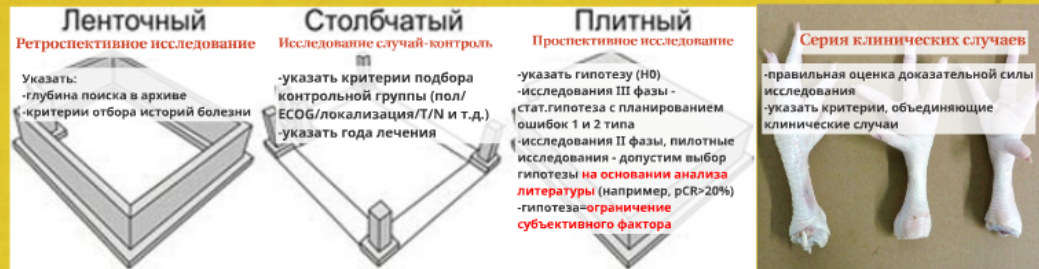 Ленточный
Ретроспективное исследование
Указать:
-глубина поиска в архиве
-критерии отбора историй болезни
Столбчатый
Исследование случай-контроль
-указать критерии подбора
контрольной группы (пол/
ECOG/локализация/T/N и т.д.)
-указать года лечения
Плитный
Проспективное исследование
-указать гипотезу (H0)
-исследования III фазы -
стат.гипотеза с планированием
ошибок 1 и 2 типа
-исследования II фазы, пилотные
исследования - допустим выбор
гипотезы на основании анализа
литературы (например, pCR>20%)
-гипотеза=ограничение
субъективного фактора
Серия клинических случаев
-правильная оценка доказательной силы
исследования
-указать критерии, объединяющие
клинические случаи